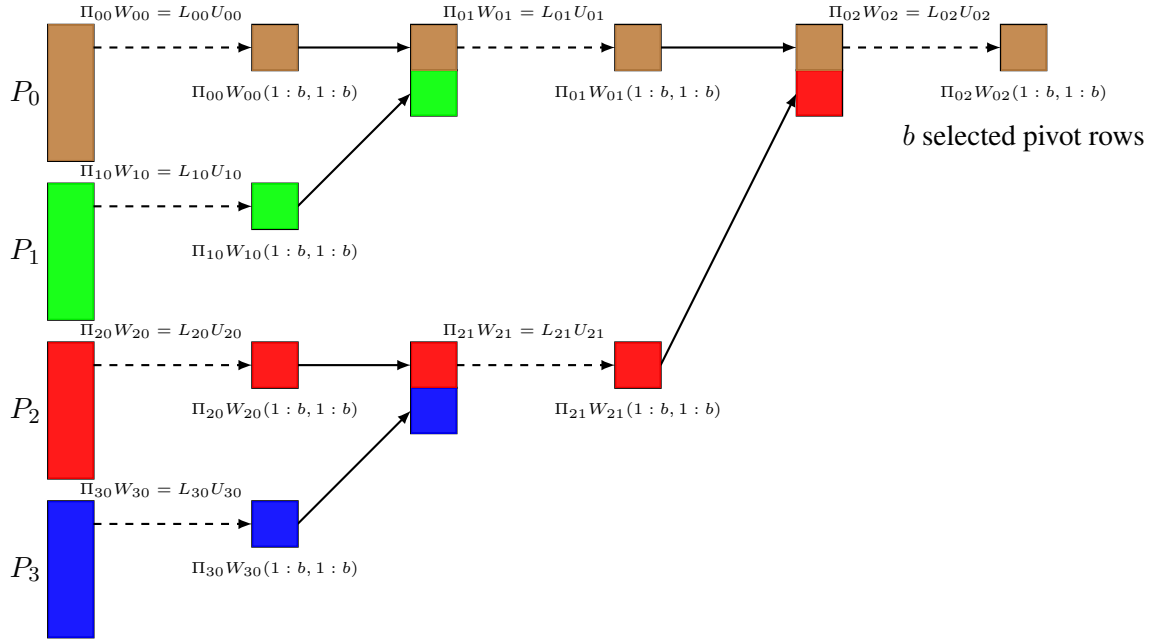 Π₀₀W₀₀ = L₀₀U₀₀
Π₀₁W₀₁ = L₀₁U₀₁
Π₀₂W₀₂ = L₀₂U₀₂
P₀
Π₀₀W₀₀(1 : b, 1 : b)
Π₀₁W₀₁(1 : b, 1 : b)
Π₀₂W₀₂(1 : b, 1 : b)
b selected pivot rows
Π₁₀W₁₀ = L₁₀U₁₀
P₁
Π₁₀W₁₀(1 : b, 1 : b)
Π₂₀W₂₀ = L₂₀U₂₀
Π₂₁W₂₁ = L₂₁U₂₁
P₂
Π₂₀W₂₀(1 : b, 1 : b)
Π₂₁W₂₁(1 : b, 1 : b)
Π₃₀W₃₀ = L₃₀U₃₀
P₃
Π₃₀W₃₀(1 : b, 1 : b)